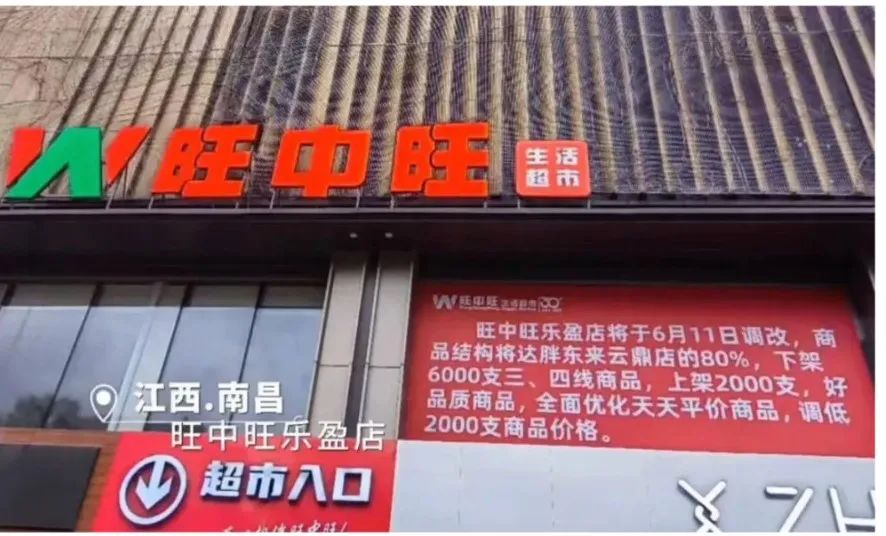 旺中旺
生活
超市
旺中旺 生活超市
旺中旺乐盈店将于6月11日调改，商
品结构将达胖东来云鼎店的80%，下架
6000支三、四线商品，上架2000支，好
品质商品，全面优化天天平价商品，调低
2000支商品价格。
江西.南昌
旺中旺乐盈店
超市入口
ZH